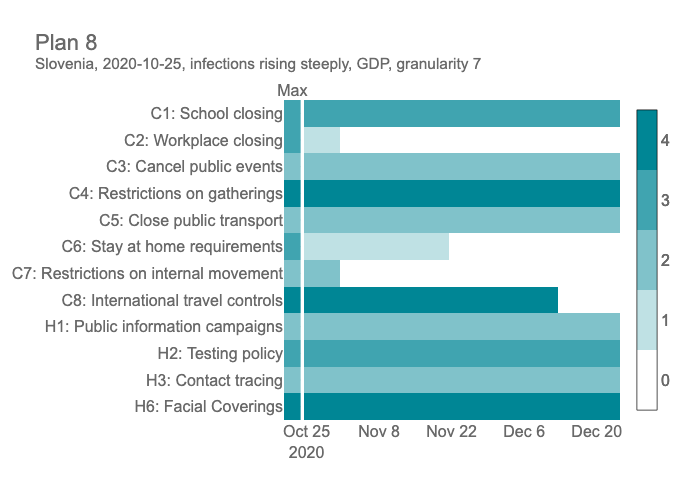 Plan 8
Slovenia, 2020-10-25, infections rising steeply, GDP, granularity 7
Max
C1: School closing
C2: Workplace closing
C3: Cancel public events
C4: Restrictions on gatherings
C5: Close public transport
C6: Stay at home requirements
C7: Restrictions on internal movement
C8: International travel controls
H1: Public information campaigns
H2: Testing policy
H3: Contact tracing
H6: Facial Coverings
4
3
2
1
0
Oct 25 Nov 8 Nov 22 Dec 6 Dec 20
2020